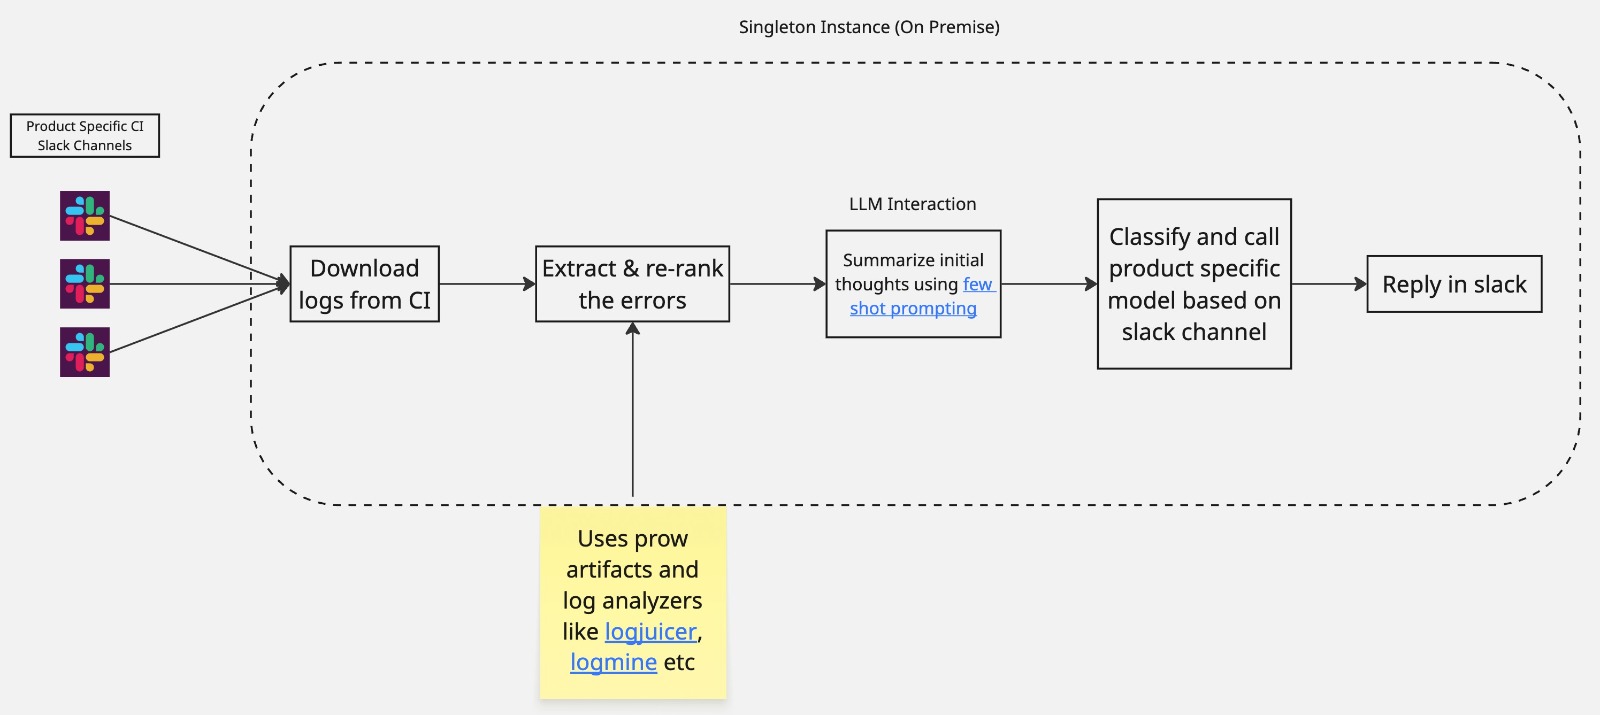 Singleton Instance (On Premise)
Product Specific CI
Slack Channels
Download
logs from CI
Extract & re-rank
the errors
LLM Interaction
Summarize initial
thoughts using few
shot prompting
Classify and call
product specific
model based on
slack channel
Reply in slack
Uses prow
artifacts and
log analyzers
like logjuicer,
logmine etc